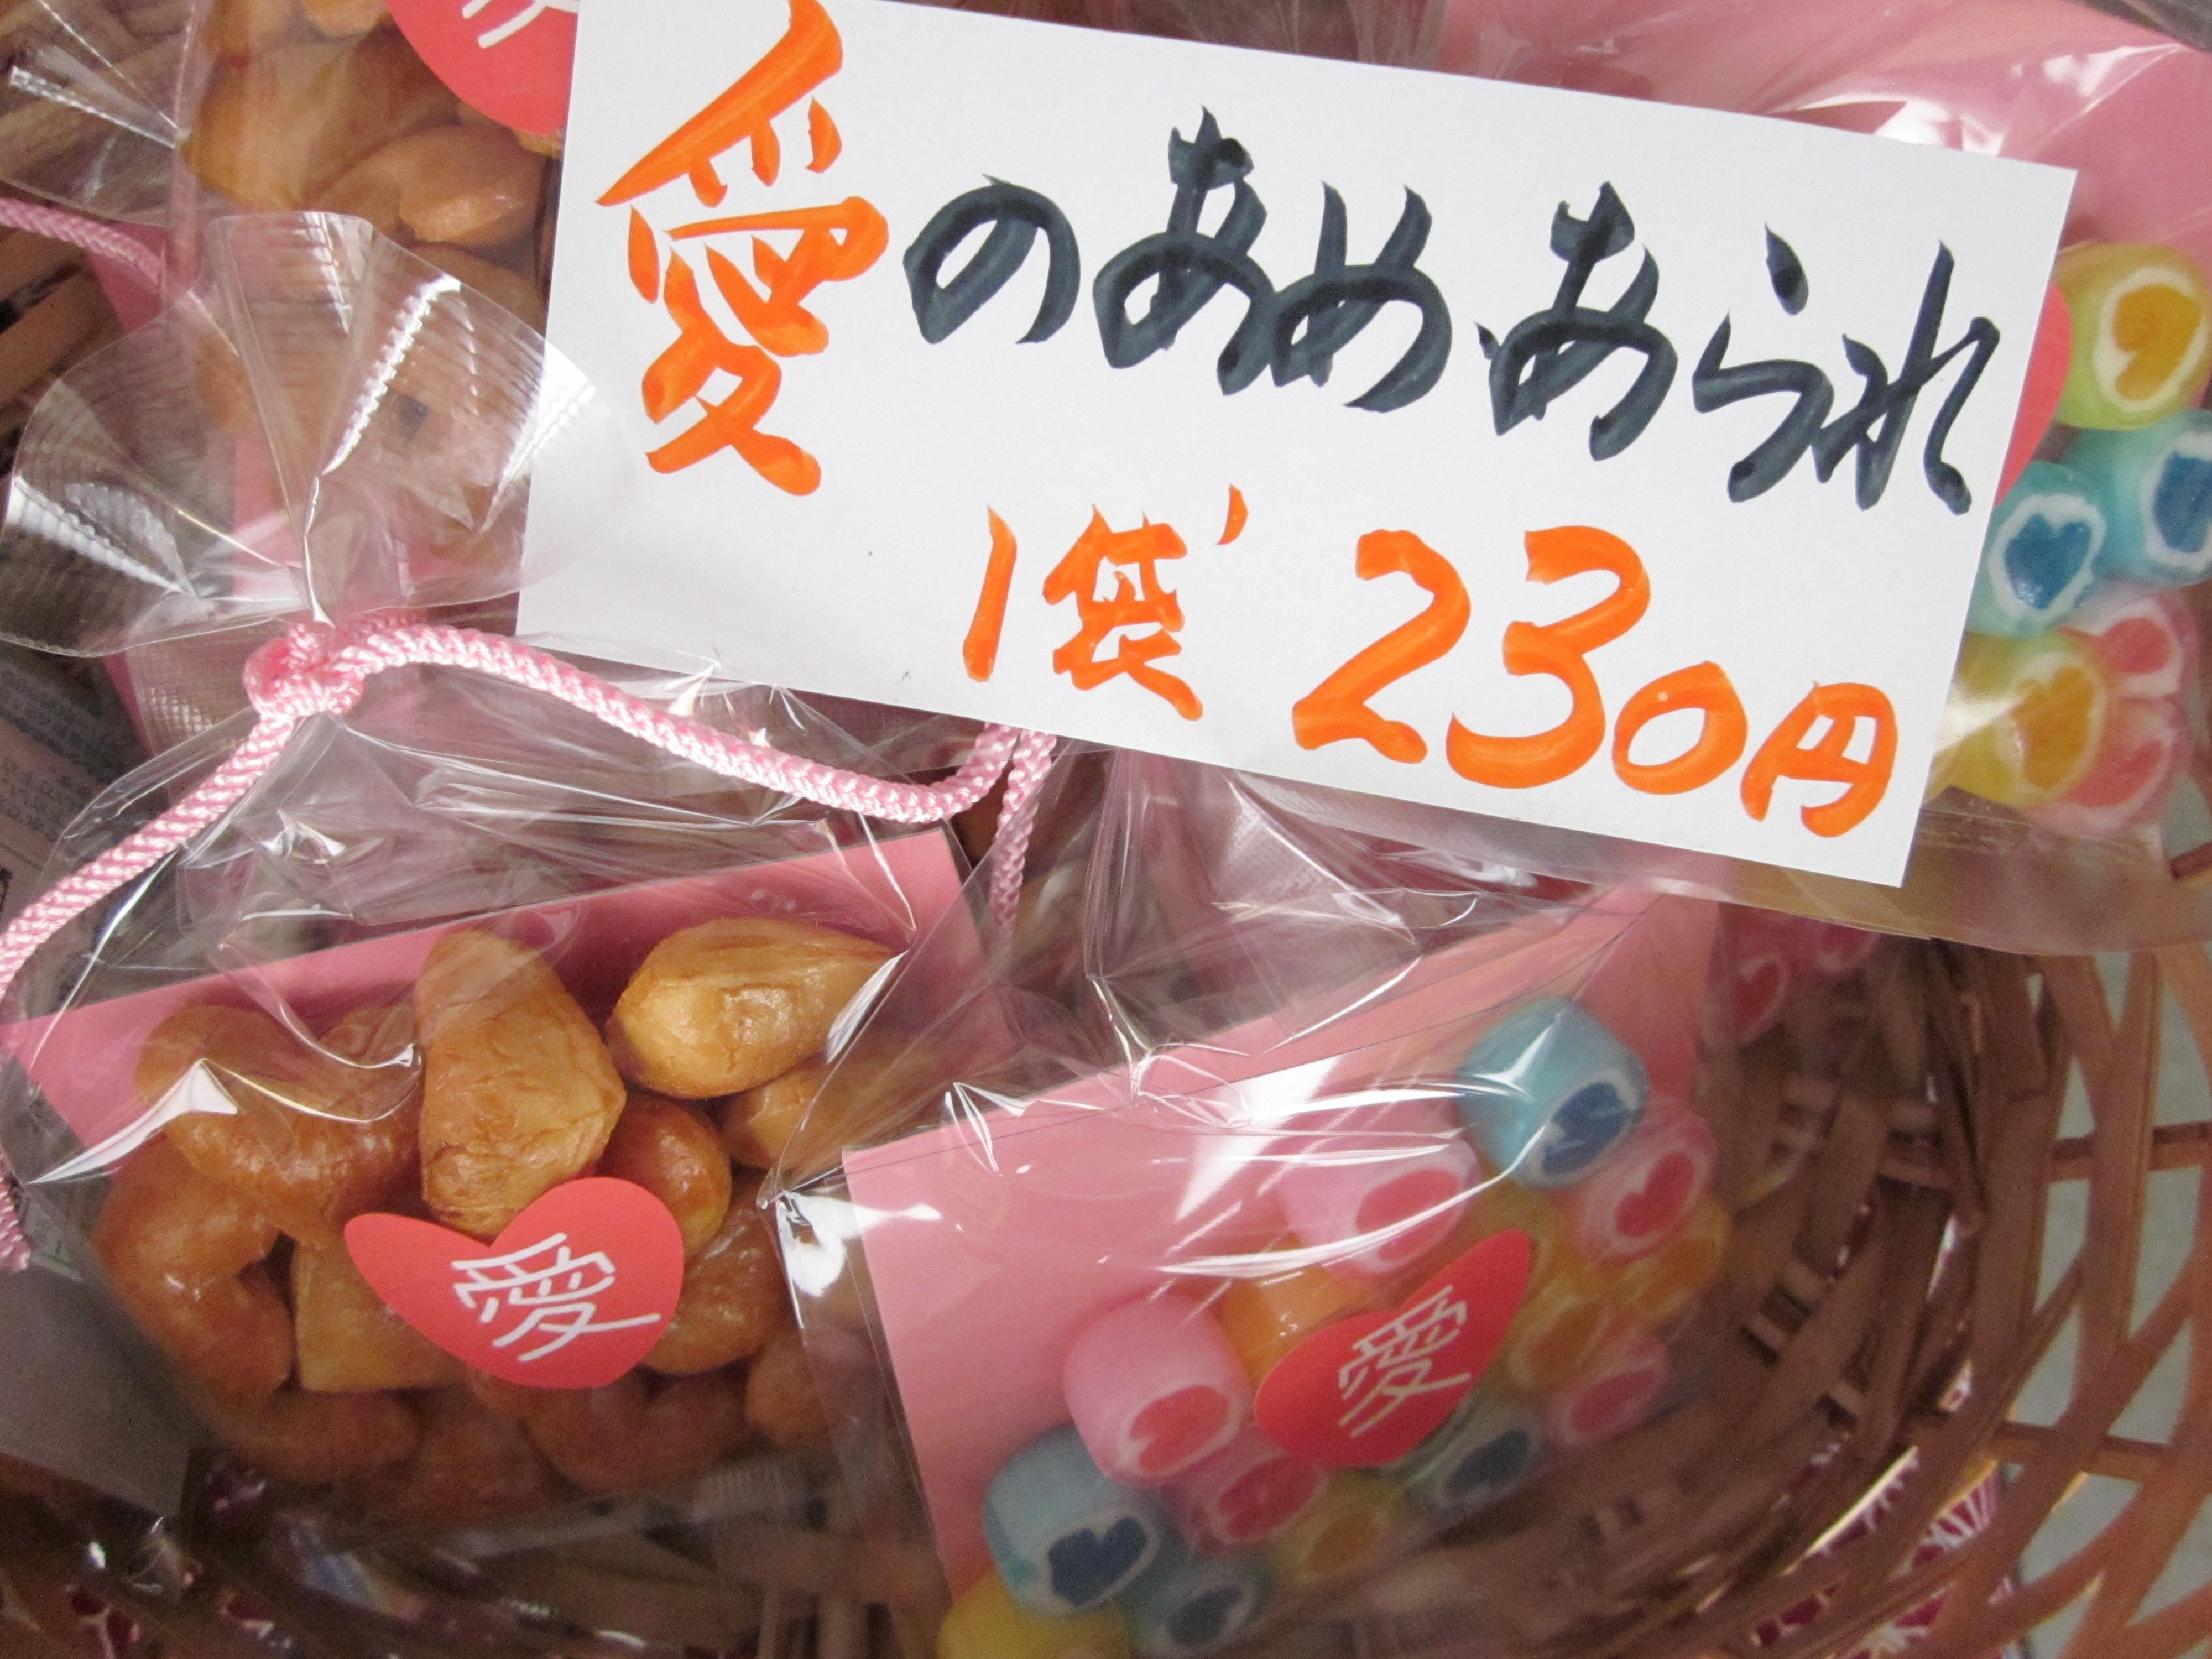 愛のあめ、あられ
1袋 230円
愛
愛